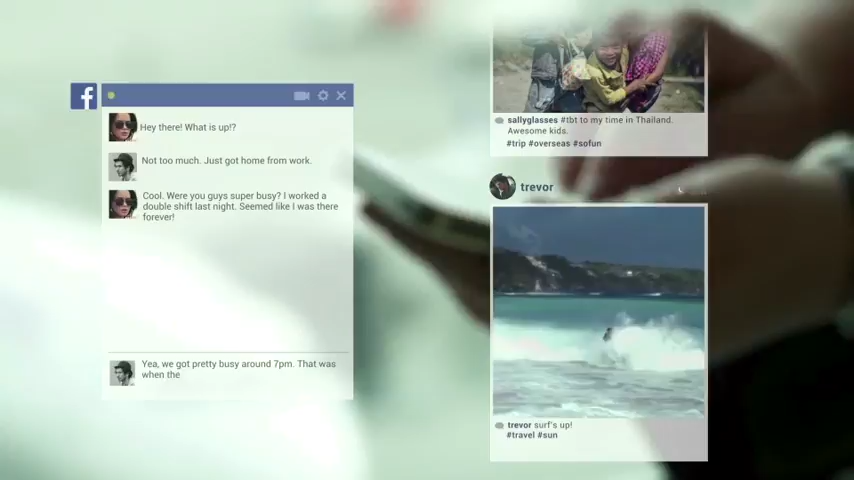 f
Hey there! What is up!?
Not too much. Just got home from work.
Cool. Were you guys super busy? I worked a
double shift last night. Seemed like I was there
forever!
Yea, we got pretty busy around 7pm. That was
when the
sallyglasses #tbt to my time in Thailand.
Awesome kids.
#trip #overseas #sofun
trevor
trevor surf's up!
#travel #sun